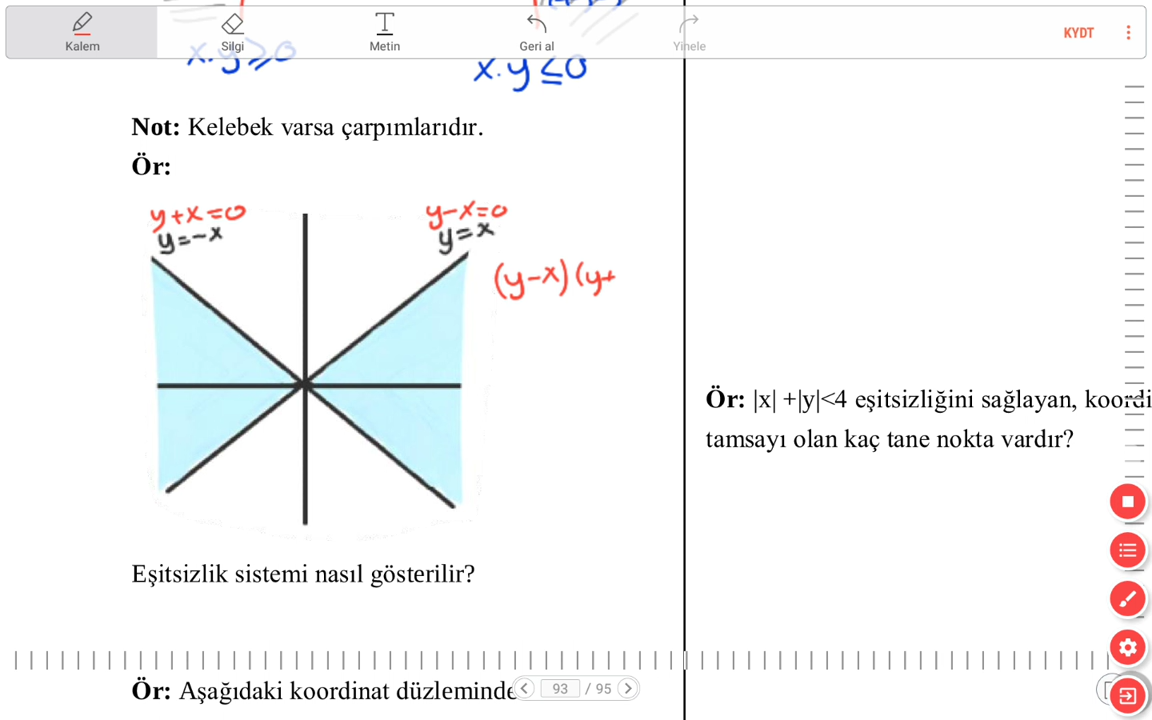 Kalem
Silgi
Metin
Geri al
Yinele
KYDT
x.y≥0
x.y≤0
Not: Kelebek varsa çarpımlarıdır.
Ör:
y+x=0
y=-x
y-x=0
y=x
(y-x)(y+
Eşitsizlik sistemi nasıl gösterilir?
Ör: Aşağıdaki koordinat düzleminde
93 / 95
Ör: |x| +|y|<4 eşitsizliğini sağlayan, koordi
tamsayı olan kaç tane nokta vardır?